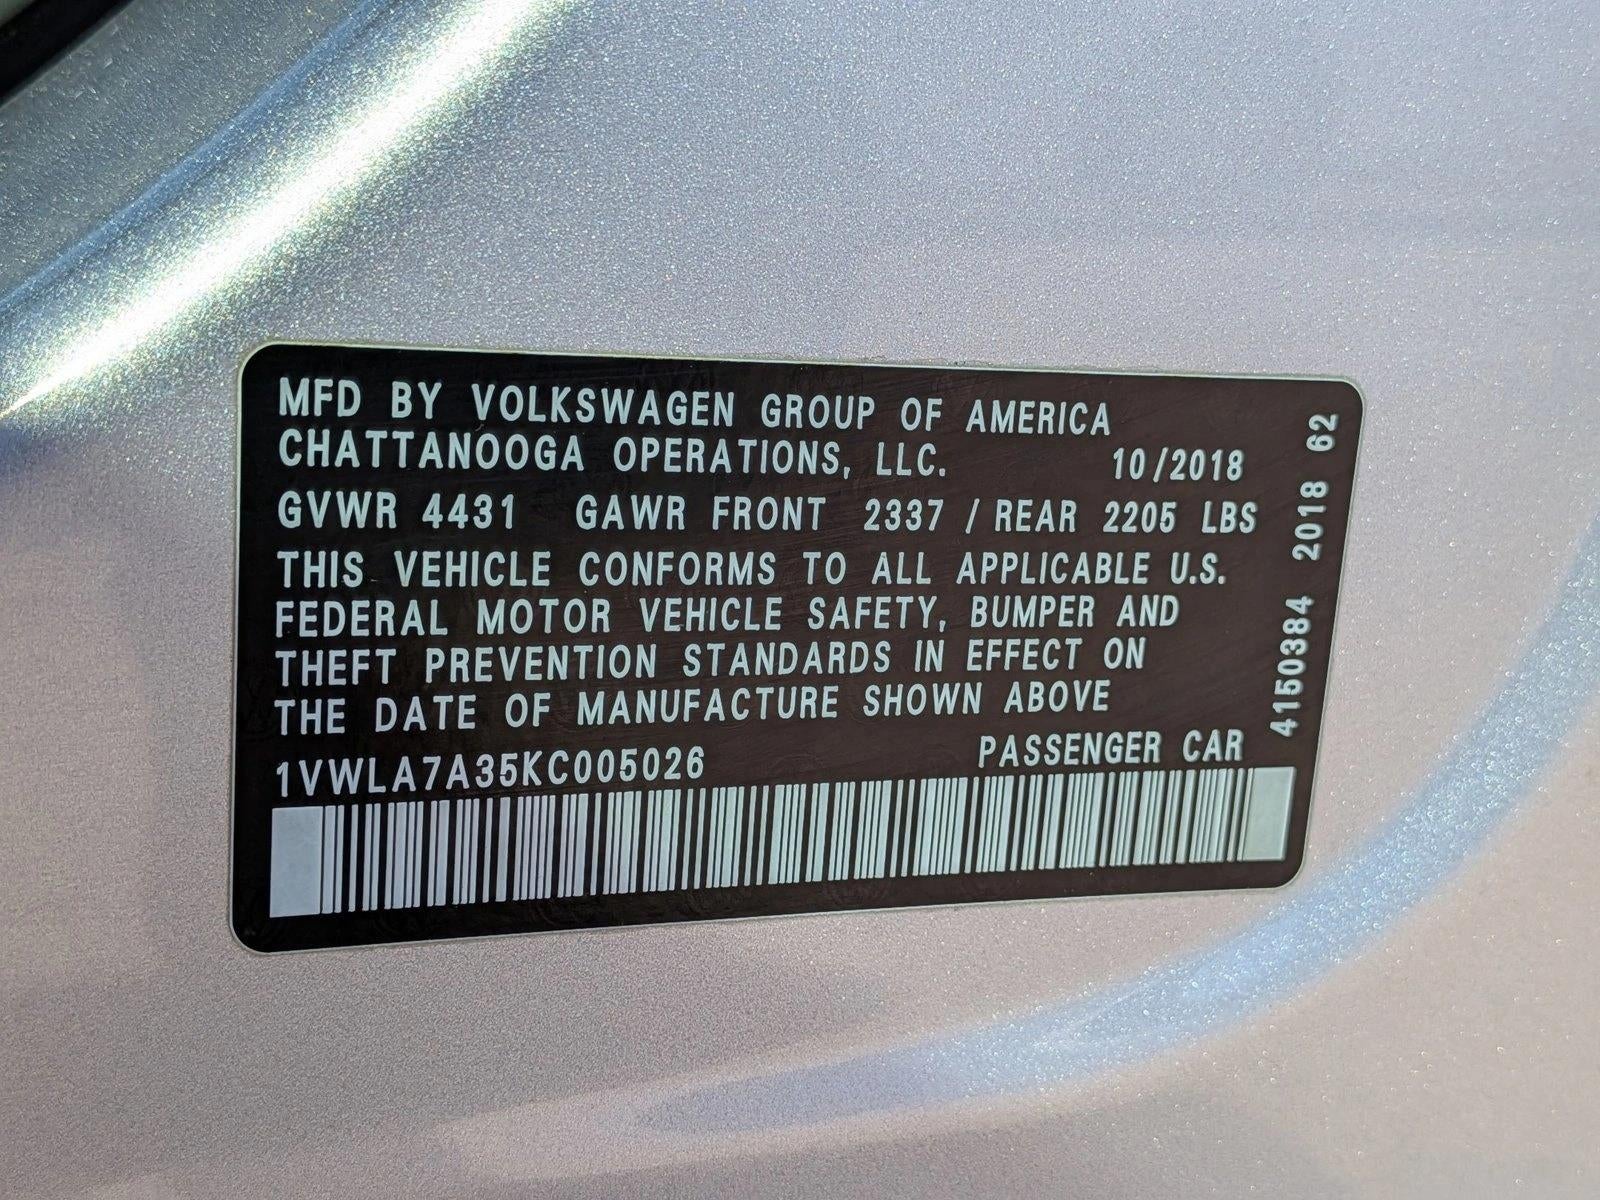 MFD BY VOLKSWAGEN GROUP OF AMERICA
CHATTANOOGA OPERATIONS, LLC. 10/2018
GVWR 4431 GAWR FRONT 2337 / REAR 2205 LBS
THIS VEHICLE CONFORMS TO ALL APPLICABLE U.S.
FEDERAL MOTOR VEHICLE SAFETY, BUMPER AND
THEFT PREVENTION STANDARDS IN EFFECT ON
THE DATE OF MANUFACTURE SHOWN ABOVE
1VWLA7A35KC005026 PASSENGER CAR
4150384 2018 62